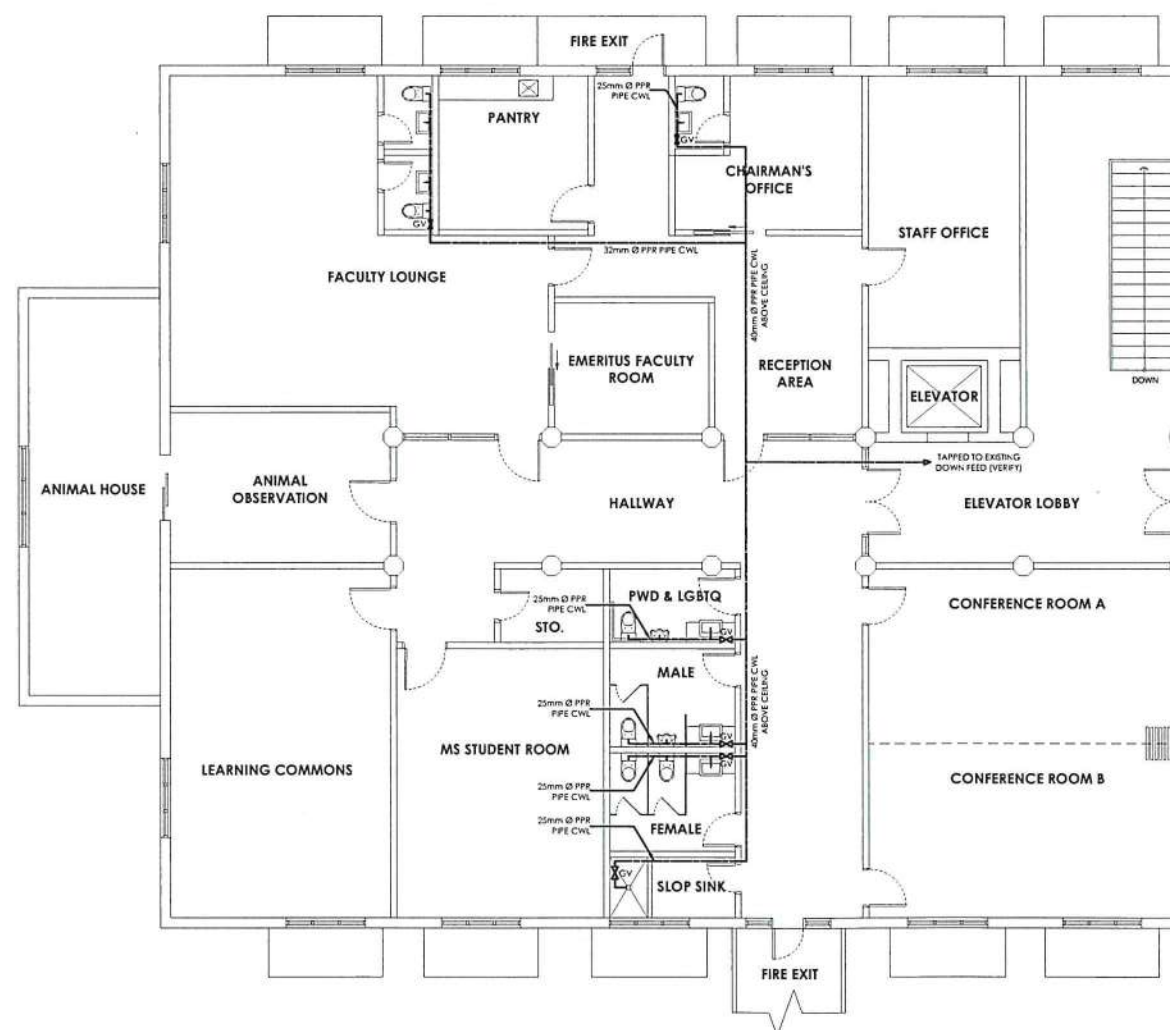 FIRE EXIT
25mm Ø PPR
PIPE CWL
PANTRY
GV
CHAIRMAN'S
OFFICE
STAFF OFFICE
GV
32mm Ø PPR PIPE CWL
FACULTY LOUNGE
40mm Ø PPR PIPE CWL
ABOVE CEILING
EMERITUS FACULTY
ROOM
RECEPTION
AREA
DOWN
ELEVATOR
TAPPED TO EXISTING
DOWN FEED (VERIFY)
ANIMAL HOUSE
ANIMAL
OBSERVATION
HALLWAY
ELEVATOR LOBBY
25mm Ø PPR
PIPE CWL
PWD & LGBTQ
GV
STO.
CONFERENCE ROOM A
MALE
40mm Ø PPR PIPE CWL
ABOVE CEILING
25mm Ø PPR
PIPE CWL
GV
MS STUDENT ROOM
GV
LEARNING COMMONS
CONFERENCE ROOM B
25mm Ø PPR
PIPE CWL
25mm Ø PPR
PIPE CWL
FEMALE
GV
SLOP SINK
FIRE EXIT